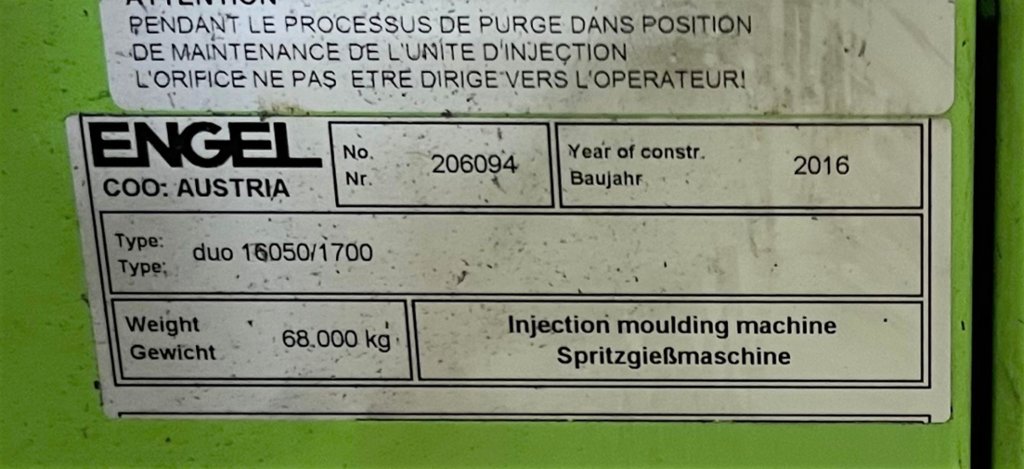 ATTENTION
PENDANT LE PROCESSUS DE PURGE DANS POSITION
DE MAINTENANCE DE L'UNITE D'INJECTION
L'ORIFICE NE PAS ETRE DIRIGE VERS L'OPERATEUR!
ENGEL
COO: AUSTRIA
No.
Nr.
206094
Year of constr.
Baujahr
2016
Type:
Type:
duo 16050/1700
Weight
Gewicht
68.000 kg
Injection moulding machine
Spritzgießmaschine